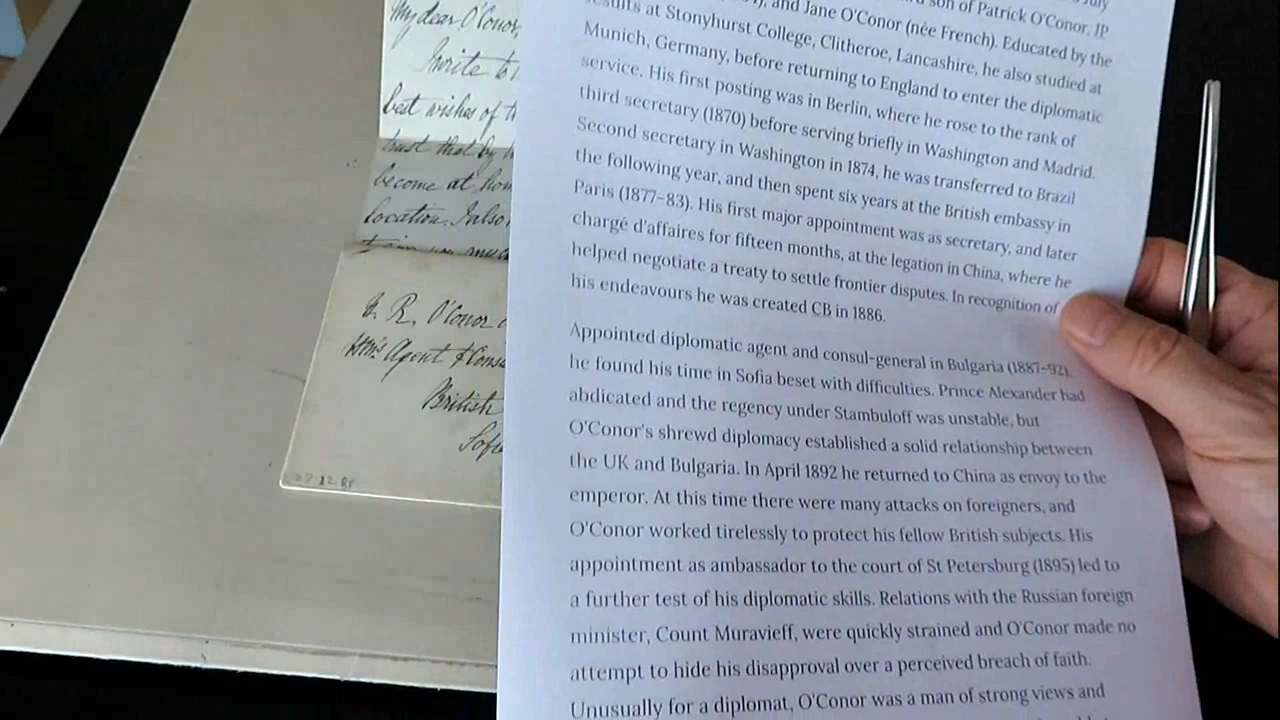 My dear O'Conor,
I write to
best wishes of
trust that by
become at hom
location. I also
E. R. O'Conor
HM's Agent & Cons
British
Sofi
July
son of Patrick O'Conor, JP
and Jane O'Conor (née French). Educated by the
at Stonyhurst College, Clitheroe, Lancashire, he also studied at
Munich, Germany, before returning to England to enter the diplomatic
service. His first posting was in Berlin, where he rose to the rank of
third secretary (1870) before serving briefly in Washington and Madrid.
Second secretary in Washington in 1874, he was transferred to Brazil
the following year, and then spent six years at the British embassy in
Paris (1877–83). His first major appointment was as secretary, and later
chargé d'affaires for fifteen months, at the legation in China, where he
helped negotiate a treaty to settle frontier disputes. In recognition of
his endeavours he was created CB in 1886.
Appointed diplomatic agent and consul-general in Bulgaria (1887–92),
he found his time in Sofia beset with difficulties. Prince Alexander had
abdicated and the regency under Stambuloff was unstable, but
O'Conor's shrewd diplomacy established a solid relationship between
the UK and Bulgaria. In April 1892 he returned to China as envoy to the
emperor. At this time there were many attacks on foreigners, and
O'Conor worked tirelessly to protect his fellow British subjects. His
appointment as ambassador to the court of St Petersburg (1895) led to
a further test of his diplomatic skills. Relations with the Russian foreign
minister, Count Muravieff, were quickly strained and O'Conor made no
attempt to hide his disapproval over a perceived breach of faith.
Unusually for a diplomat, O'Conor was a man of strong views and